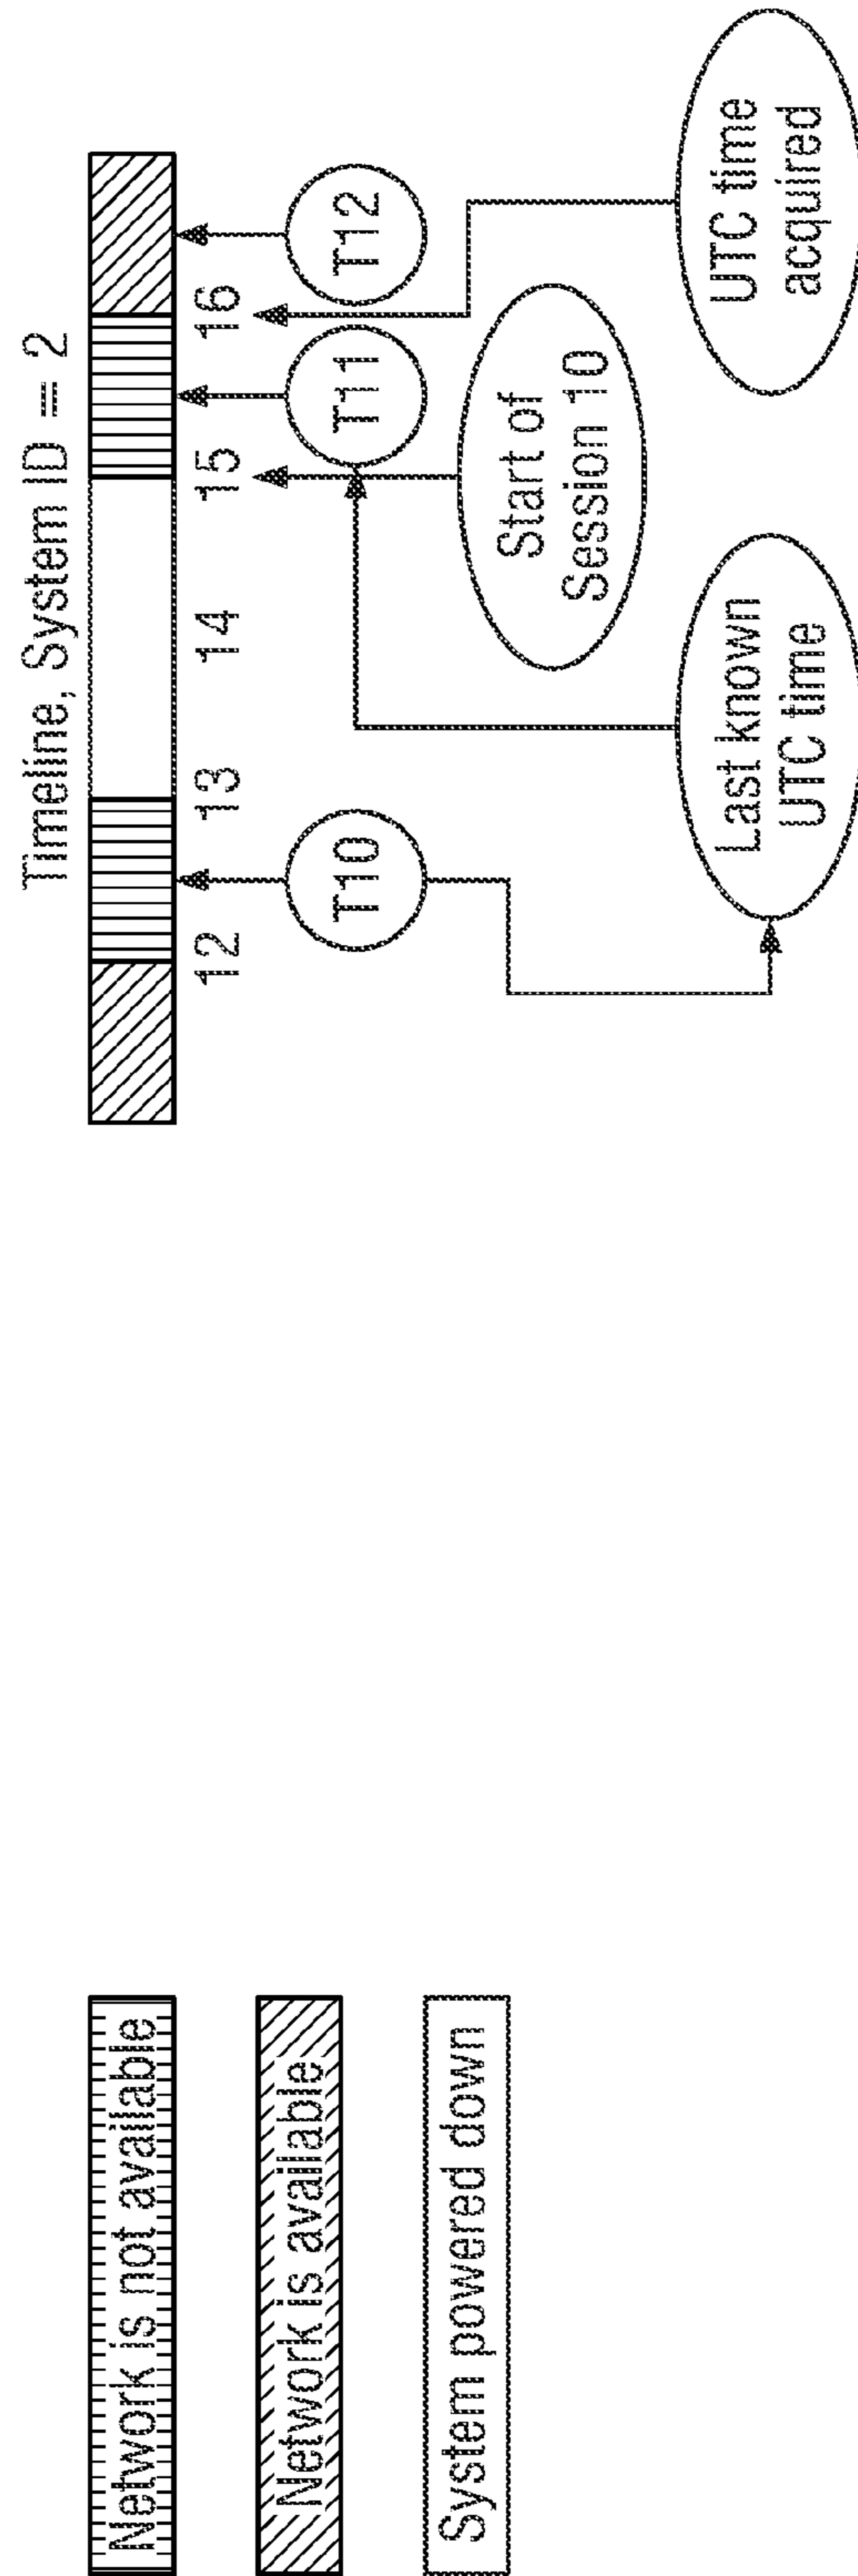 Timeline, System ID = 2
12
13
14
15
16
T10
T11
T12
Start of
Session 10
Last known
UTC time
UTC time
acquired
Network is not available
Network is available
System powered down